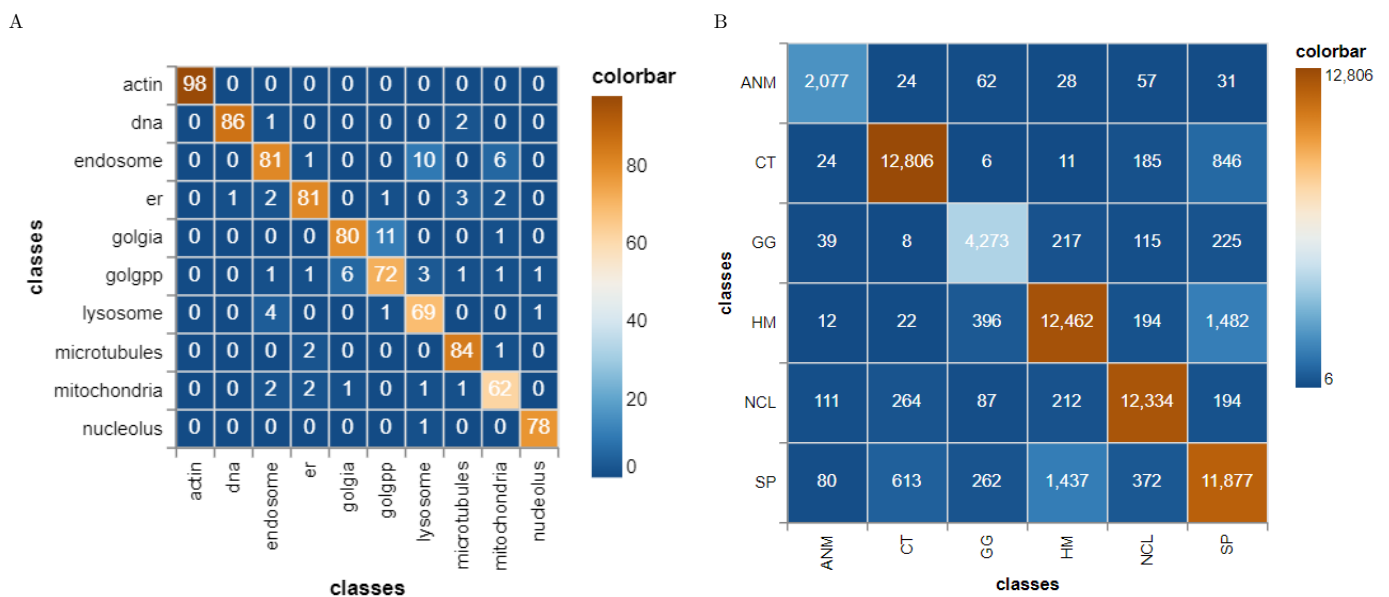 A
classes
actin 98 0 0 0 0 0 0 0 0 0
dna 0 86 1 0 0 0 0 2 0 0
endosome 0 0 81 1 0 0 10 0 6 0
er 0 1 2 81 0 1 0 3 2 0
golgia 0 0 0 0 80 11 0 0 1 0
golgpp 0 0 1 1 6 72 3 1 1 1
lysosome 0 0 4 0 0 1 69 0 0 1
microtubules 0 0 0 2 0 0 0 84 1 0
mitochondria 0 0 2 2 1 0 1 1 62 0
nucleolus 0 0 0 0 0 0 1 0 0 78
actin dna endosome er golgia golgpp lysosome microtubules mitochondria nucleolus
classes
colorbar
80
60
40
20
0
B
classes
ANM 2,077 24 62 28 57 31
CT 24 12,806 6 11 185 846
GG 39 8 4,273 217 115 225
HM 12 22 396 12,462 194 1,482
NCL 111 264 87 212 12,334 194
SP 80 613 262 1,437 372 11,877
ANM CT GG HM NCL SP
classes
colorbar
12,806
6